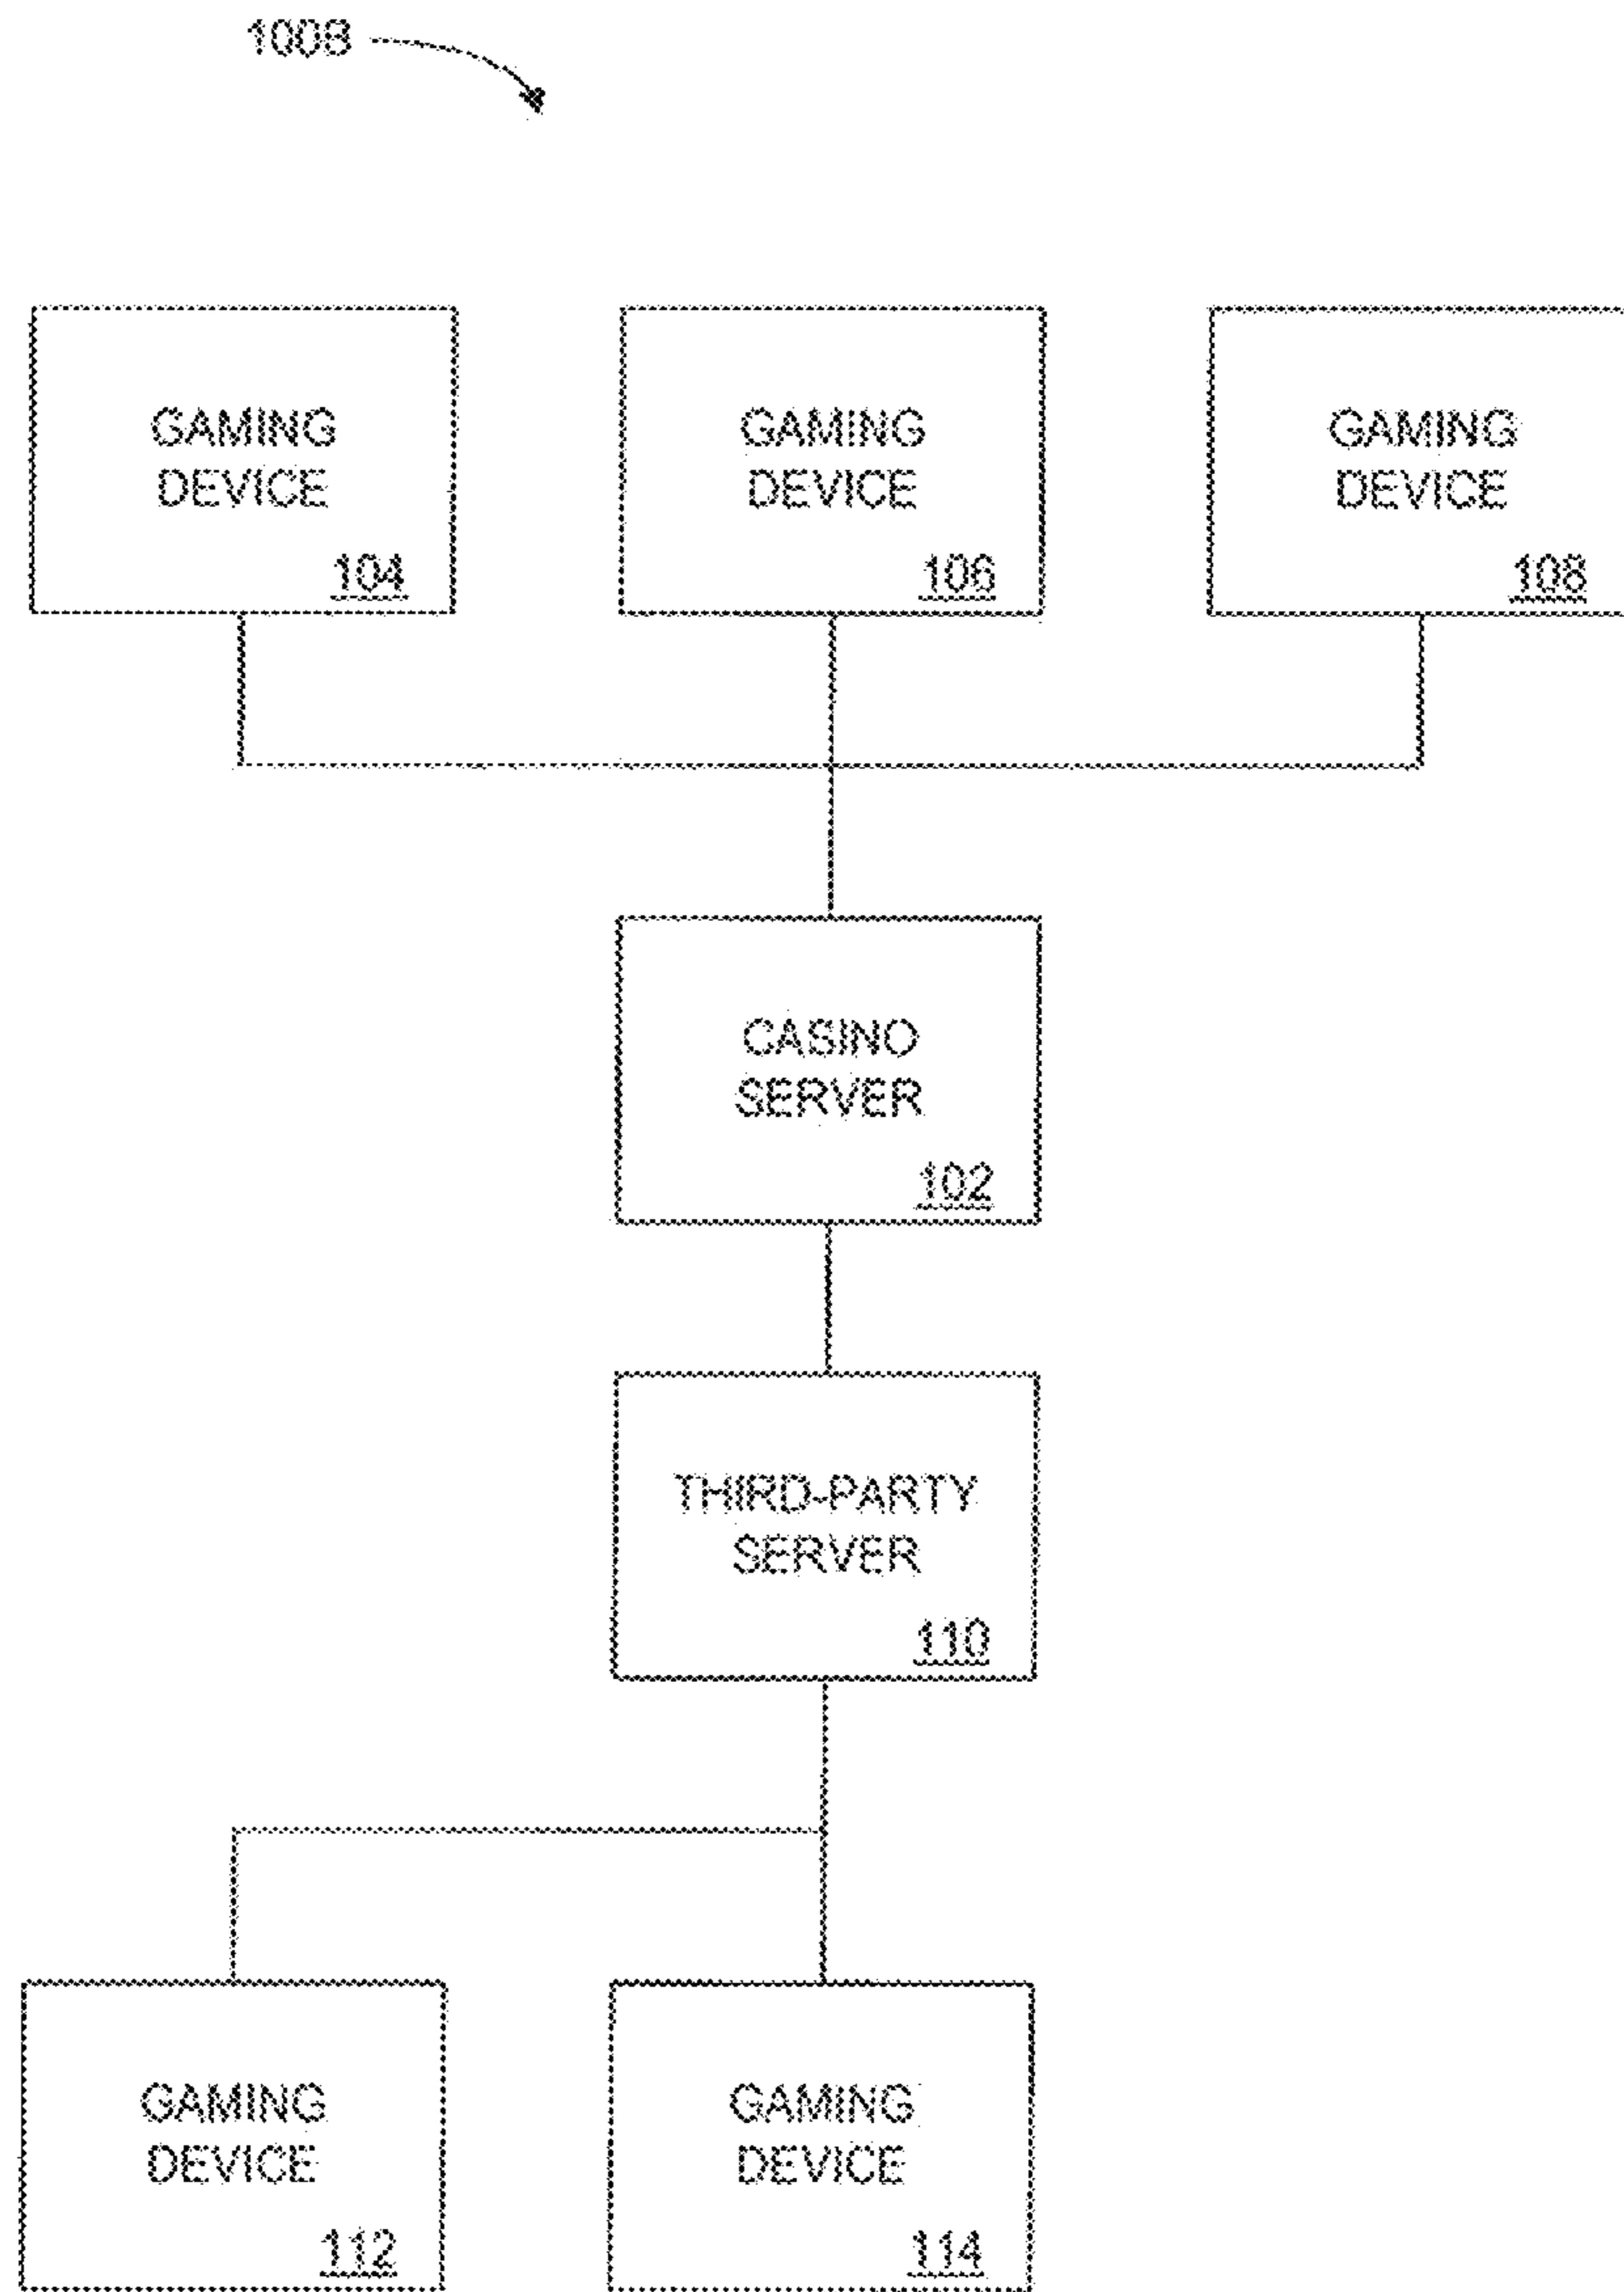 100B
GAMING
DEVICE
104
GAMING
DEVICE
106
GAMING
DEVICE
108
CASINO
SERVER
102
THIRD-PARTY
SERVER
110
GAMING
DEVICE
112
GAMING
DEVICE
114